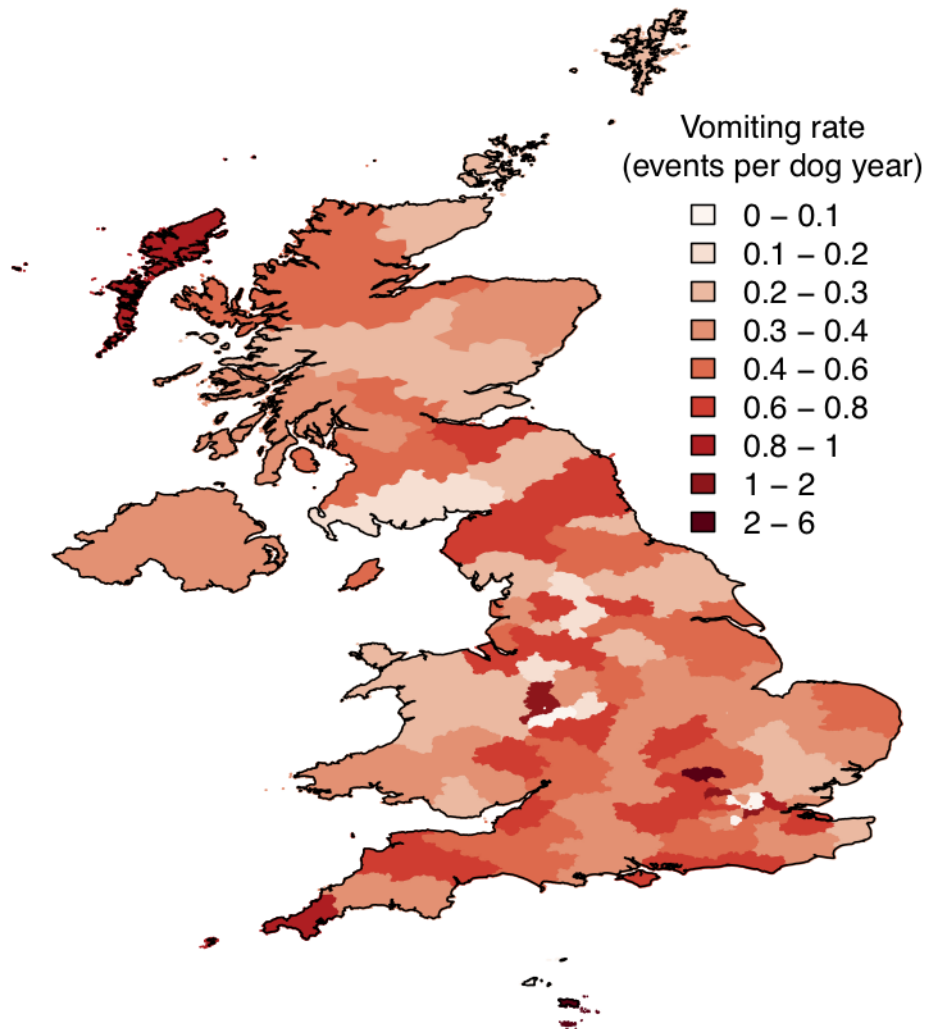 Vomiting rate
(events per dog year)
0 – 0.1
0.1 – 0.2
0.2 – 0.3
0.3 – 0.4
0.4 – 0.6
0.6 – 0.8
0.8 – 1
1 – 2
2 – 6